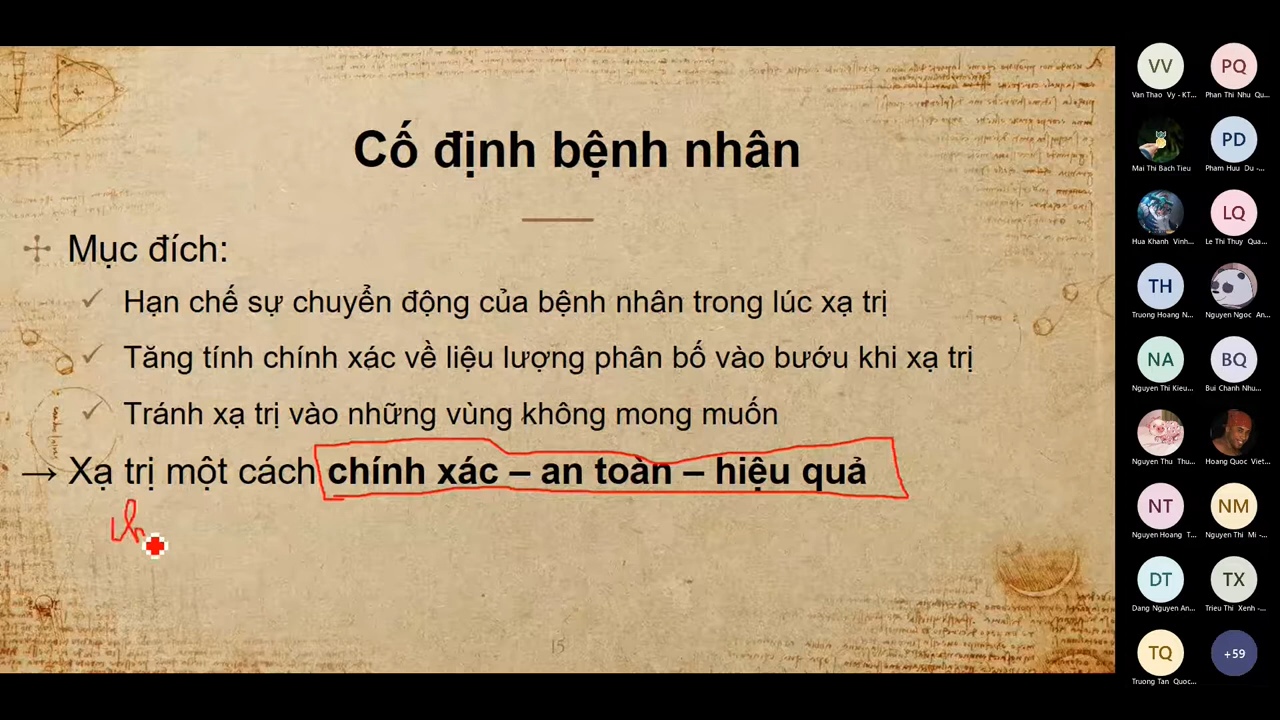 Cố định bệnh nhân
Mục đích:
Hạn chế sự chuyển động của bệnh nhân trong lúc xạ trị
Tăng tính chính xác về liệu lượng phân bố vào bướu khi xạ trị
Tránh xạ trị vào những vùng không mong muốn
→ Xạ trị một cách chính xác – an toàn – hiệu quả
15
VV PQ
Van Thao Vy - KT... Phan Thi Nhu Qu...
PD
Mai Thi Bach Tieu Pham Huu Du -...
LQ
Hua Khanh Vinh... Le Thi Thuy Qua...
TH
Truong Hoang N... Nguyen Ngoc An...
NA BQ
Nguyen Thi Kieu... Bui Chanh Nhu...
Nguyen Thu Thu... Hoang Quoc Viet...
NT NM
Nguyen Hoang T... Nguyen Thi Mi -...
DT TX
Dang Nguyen An... Trieu Thi Xenh -...
TQ +59
Truong Tan Quoc...